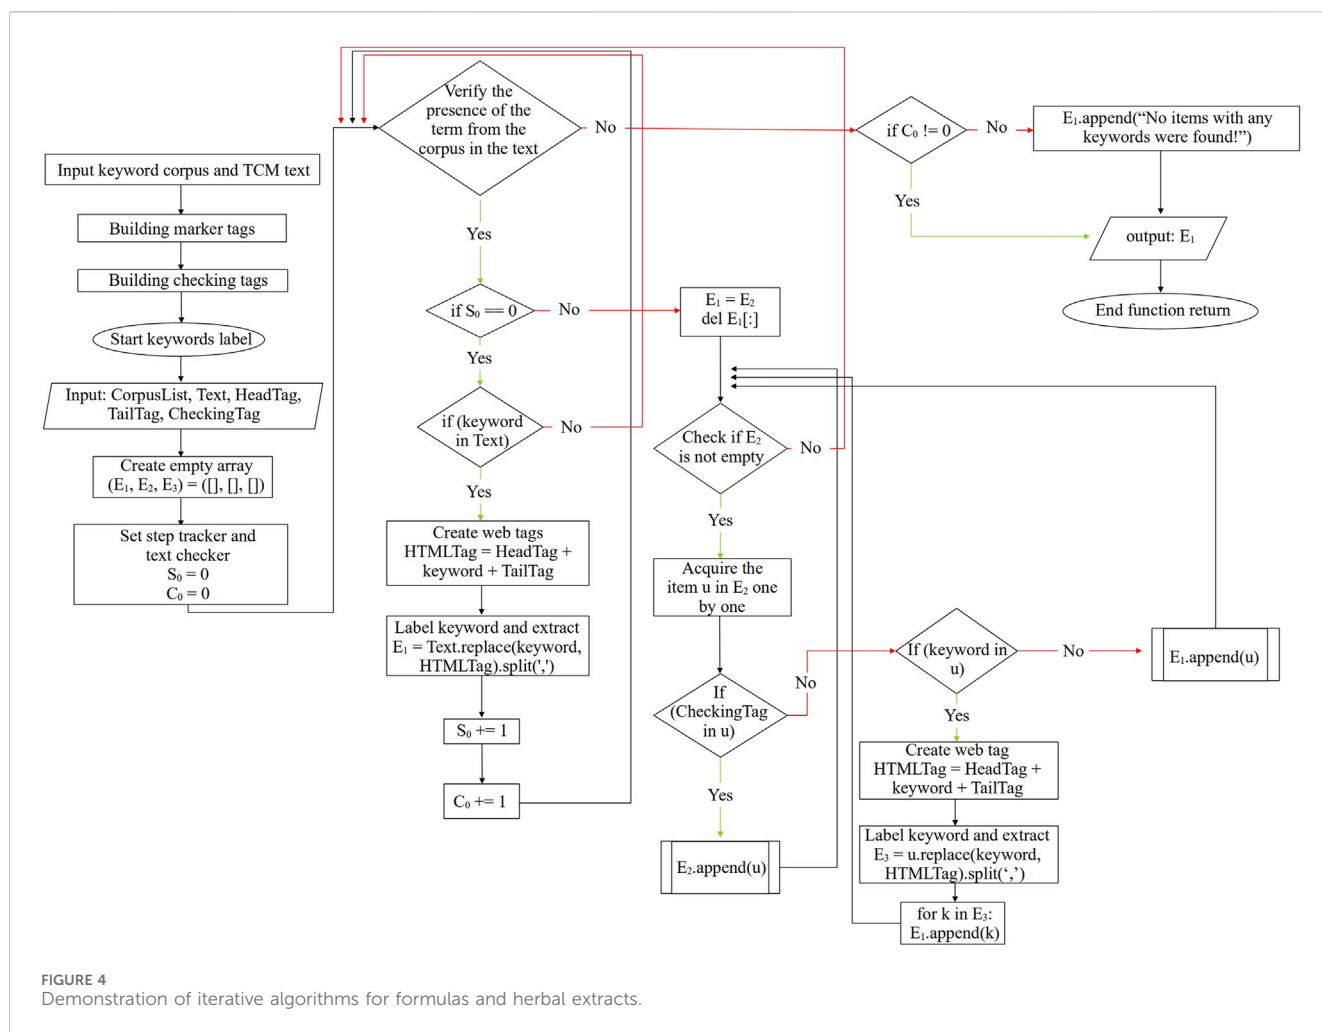 Input keyword corpus and TCM text
Building marker tags
Building checking tags
Start keywords label
Input: CorpusList, Text, HeadTag,
TailTag, CheckingTag
Create empty array
(E₁, E₂, E₃) = ([], [], [])
Set step tracker and
text checker
S₀ = 0
C₀ = 0
Verify the
presence of the
term from the
corpus in the text
No
Yes
if S₀ == 0
No
Yes
if (keyword
in Text)
No
Yes
Create web tags
HTMLTag = HeadTag +
keyword + TailTag
Label keyword and extract
E₁ = Text.replace(keyword,
HTMLTag).split(',')
S₀ += 1
C₀ += 1
E₁ = E₂
del E₁[:]
Check if E₂
is not empty
No
Yes
Acquire the
item u in E₂ one
by one
If
(CheckingTag
in u)
No
Yes
E₂.append(u)
If (keyword in
u)
No
Yes
E₁.append(u)
Create web tag
HTMLTag = HeadTag +
keyword + TailTag
Label keyword and extract
E₃ = u.replace(keyword,
HTMLTag).split(‘,’)
for k in E₃:
E₁.append(k)
if C₀ != 0
No
Yes
E₁.append(“No items with any
keywords were found!”)
output: E₁
End function return
FIGURE 4
Demonstration of iterative algorithms for formulas and herbal extracts.